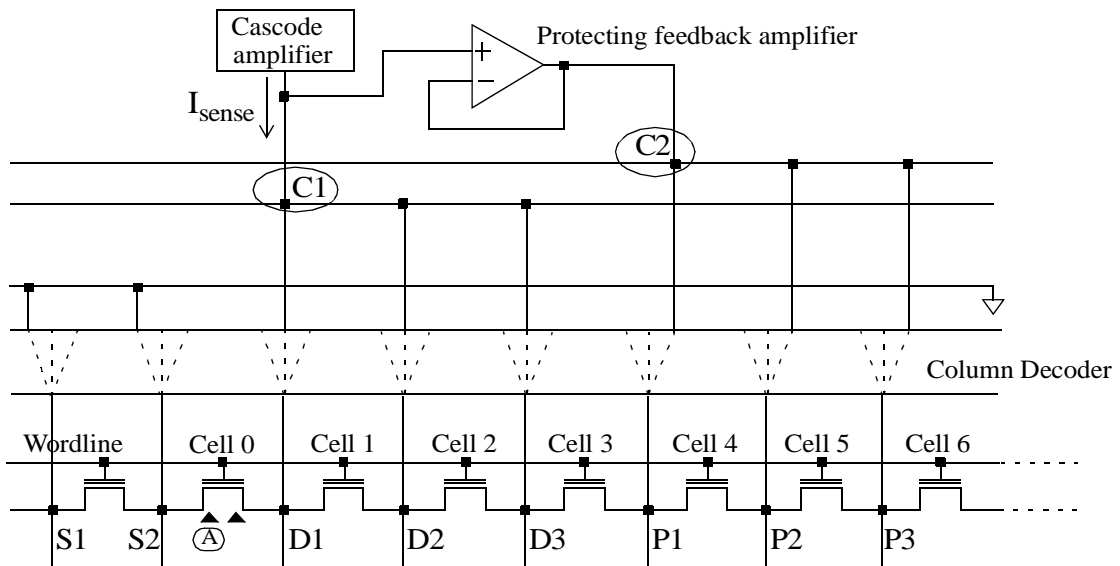 Cascode
amplifier
Protecting feedback amplifier
+
−
I_sense
C2
C1
Column Decoder
Wordline
Cell 0
Cell 1
Cell 2
Cell 3
Cell 4
Cell 5
Cell 6
A
S1
S2
D1
D2
D3
P1
P2
P3